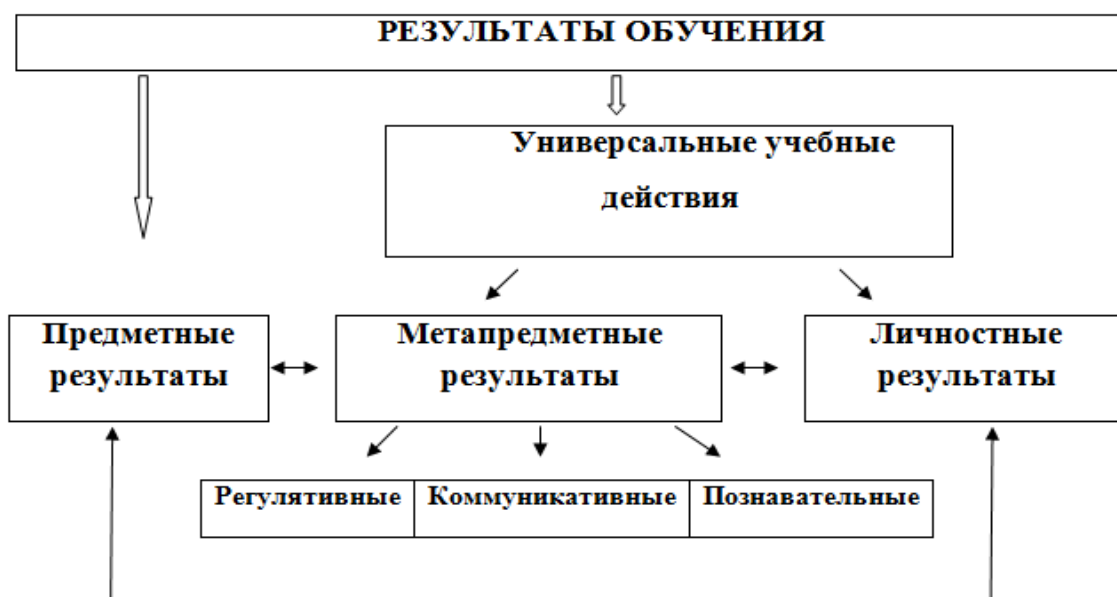 РЕЗУЛЬТАТЫ ОБУЧЕНИЯ
Универсальные учебные
действия
Предметные
результаты
Метапредметные
результаты
Личностные
результаты
Регулятивные
Коммуникативные
Познавательные